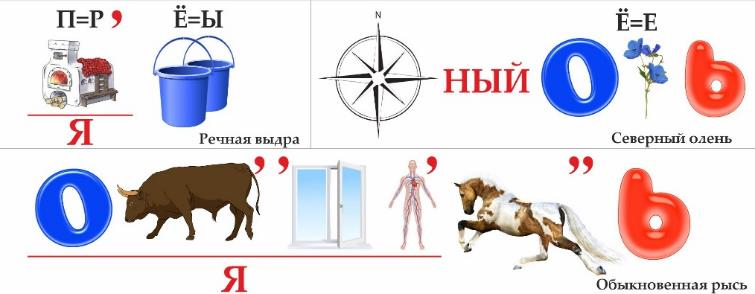 П=Р ’ Ё=Ы
Я
Речная выдра
N
НЫЙ
Ё=Е
О Ь
Северный олень
О ’’ ’ ’’ Ь
Я
Обыкновенная рысь